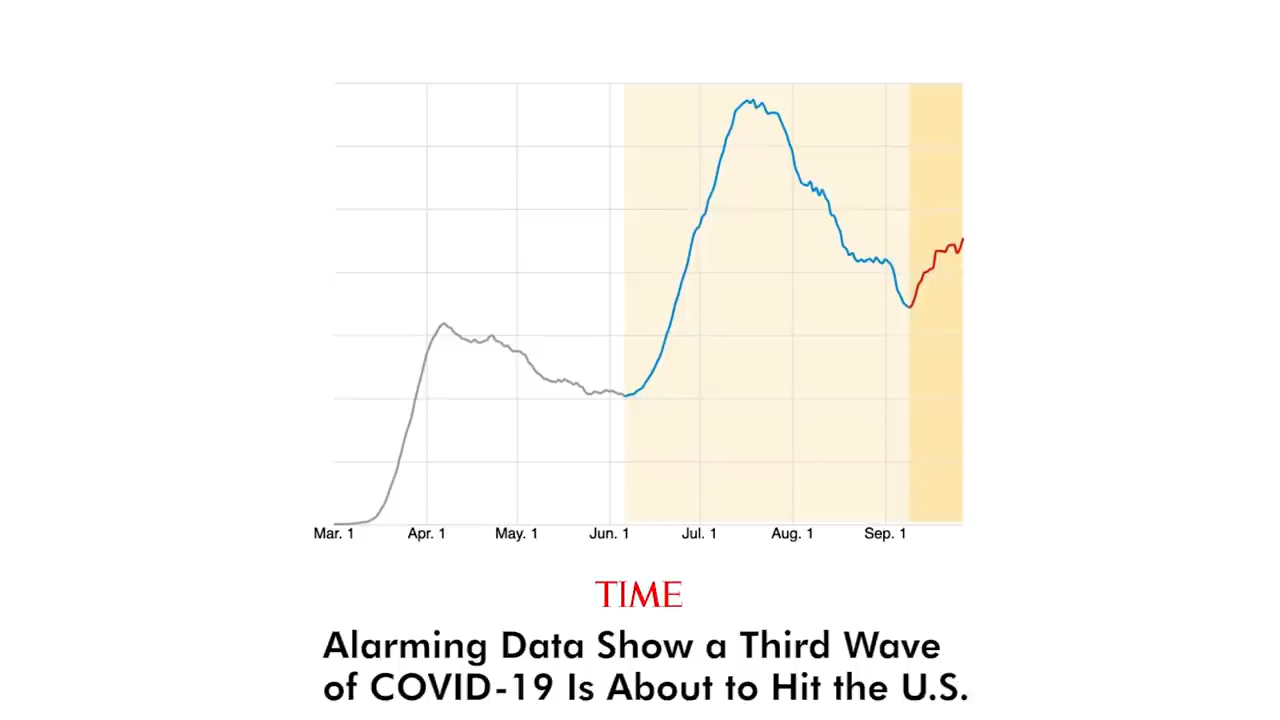 Mar. 1 Apr. 1 May. 1 Jun. 1 Jul. 1 Aug. 1 Sep. 1
TIME
Alarming Data Show a Third Wave
of COVID-19 Is About to Hit the U.S.